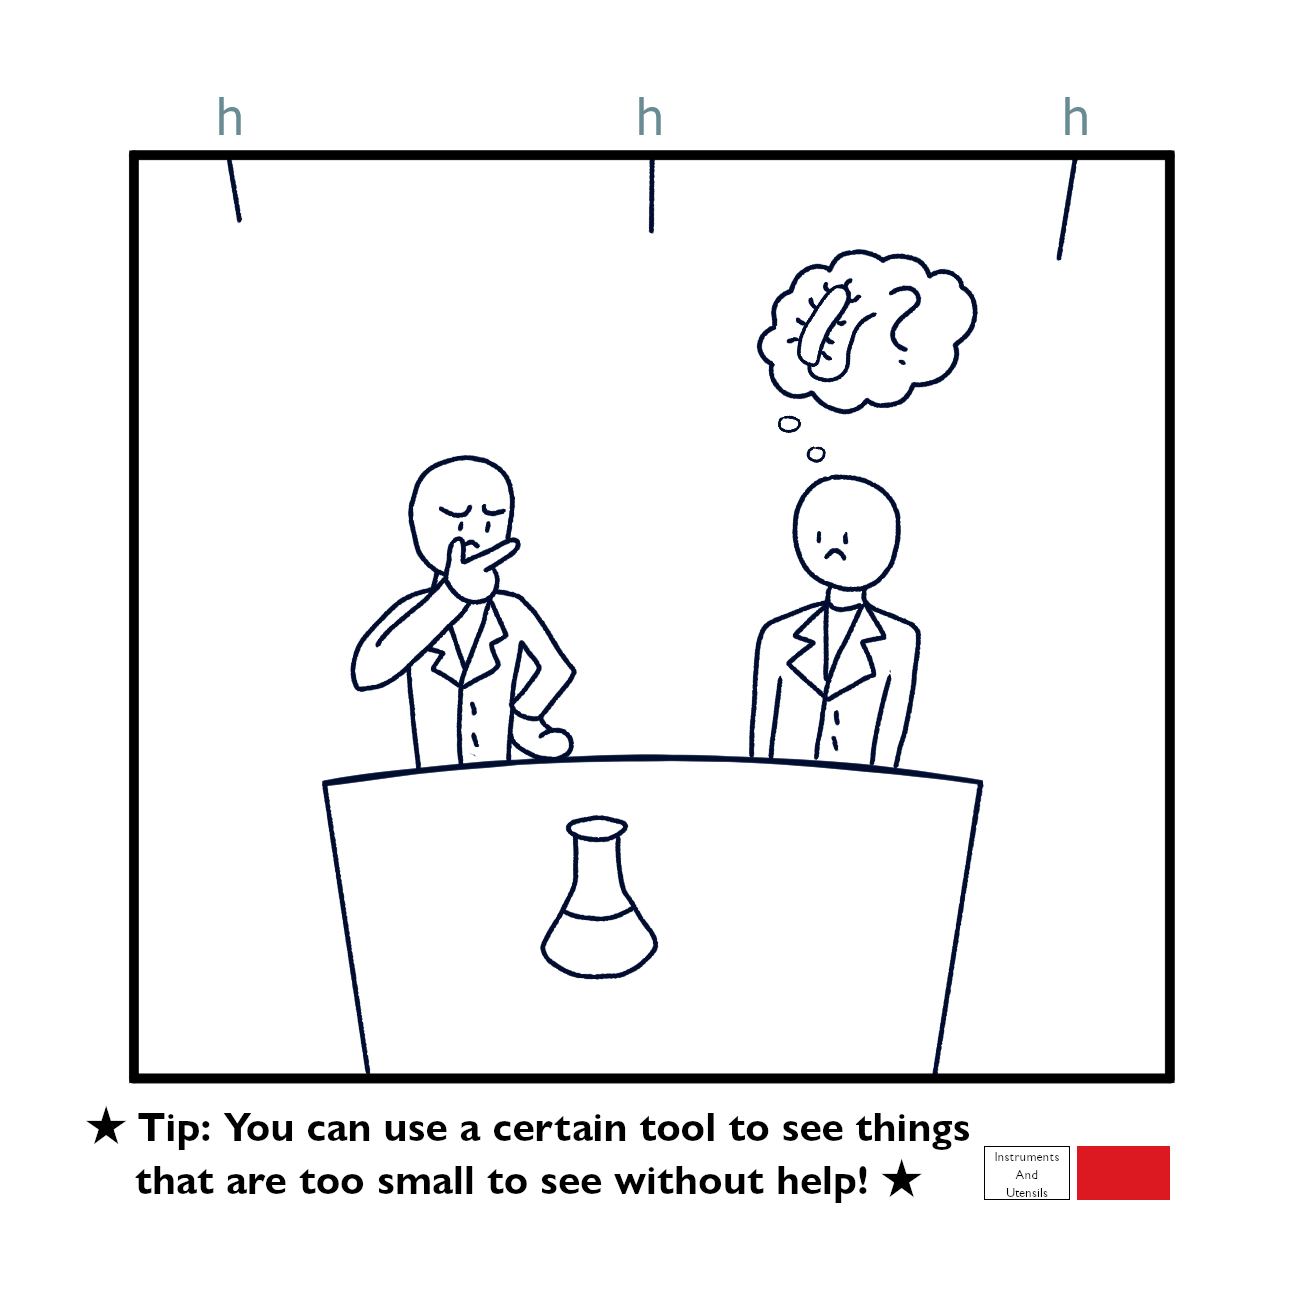 h h h
?
★ Tip: You can use a certain tool to see things
that are too small to see without help! ★
Instruments
And
Utensils